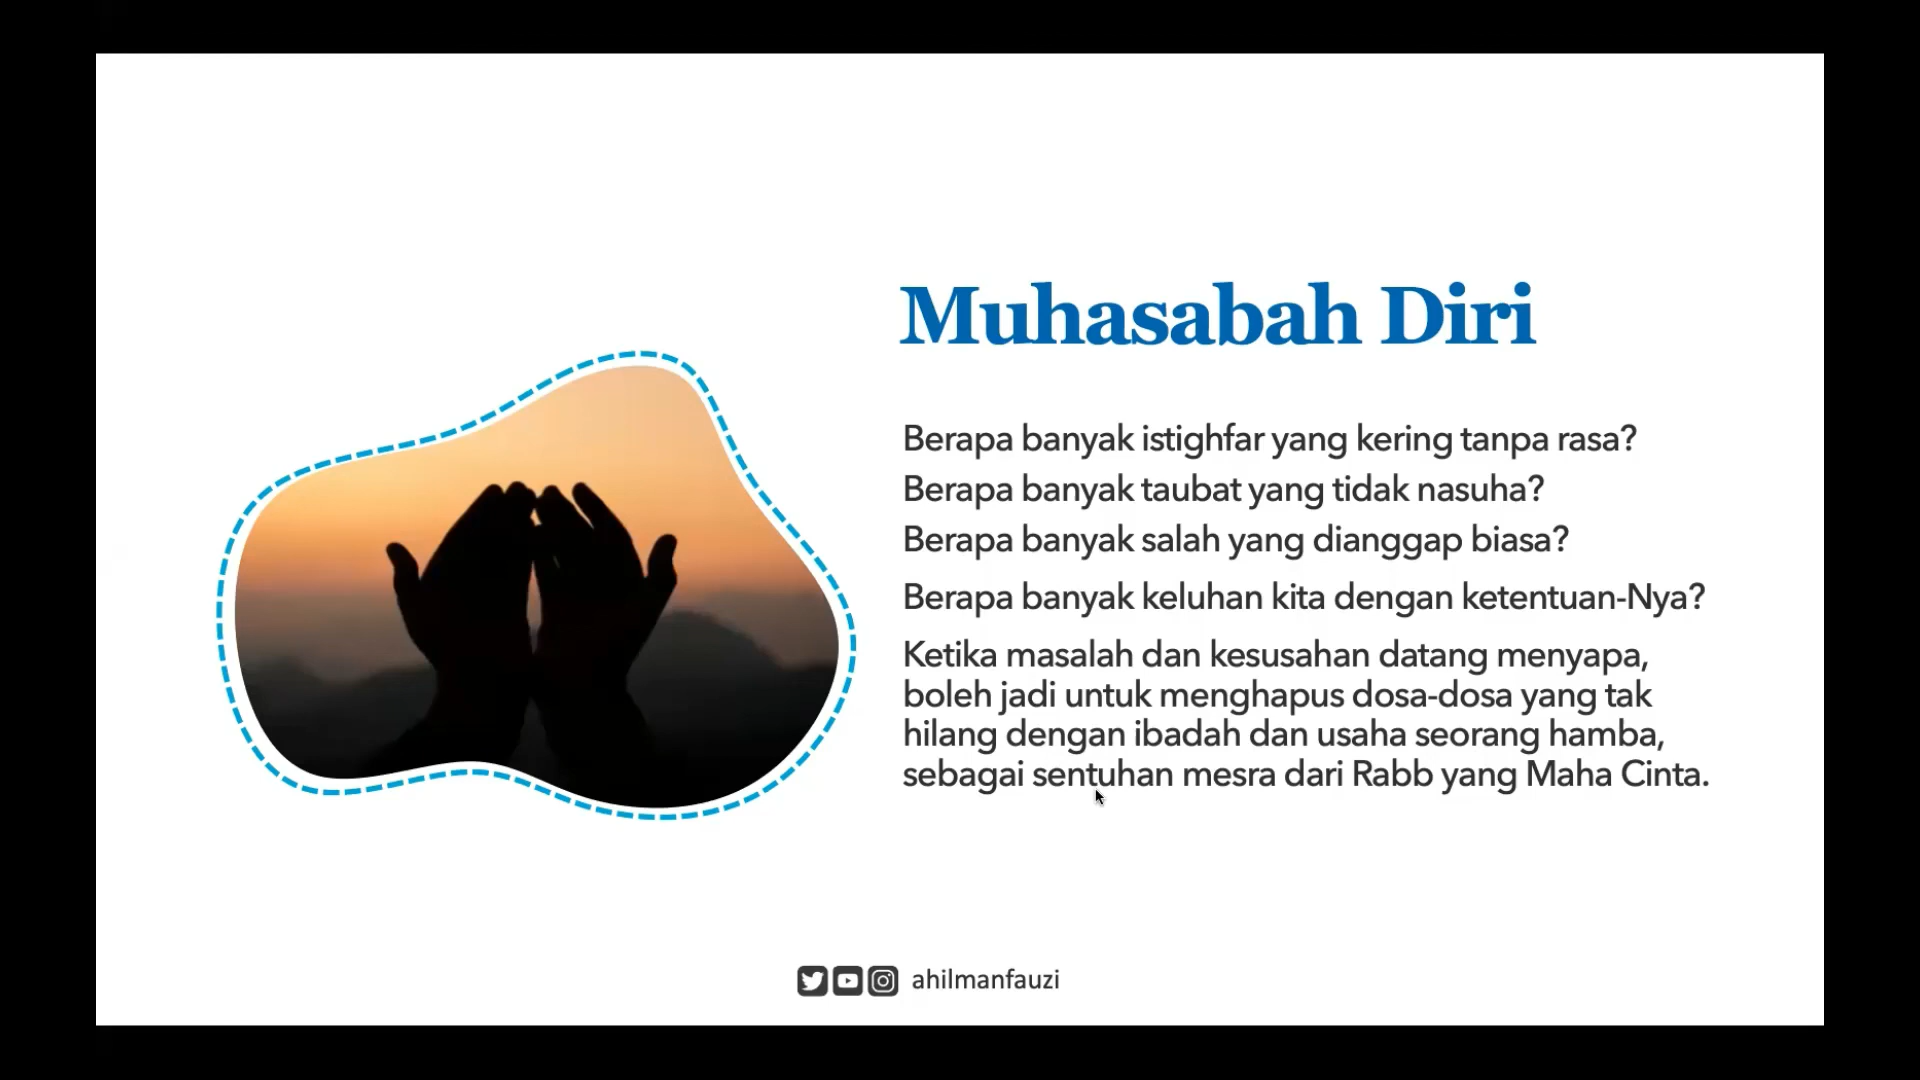 Muhasabah Diri
Berapa banyak istighfar yang kering tanpa rasa?
Berapa banyak taubat yang tidak nasuha?
Berapa banyak salah yang dianggap biasa?
Berapa banyak keluhan kita dengan ketentuan-Nya?
Ketika masalah dan kesusahan datang menyapa,
boleh jadi untuk menghapus dosa-dosa yang tak
hilang dengan ibadah dan usaha seorang hamba,
sebagai sentuhan mesra dari Rabb yang Maha Cinta.
ahilmanfauzi